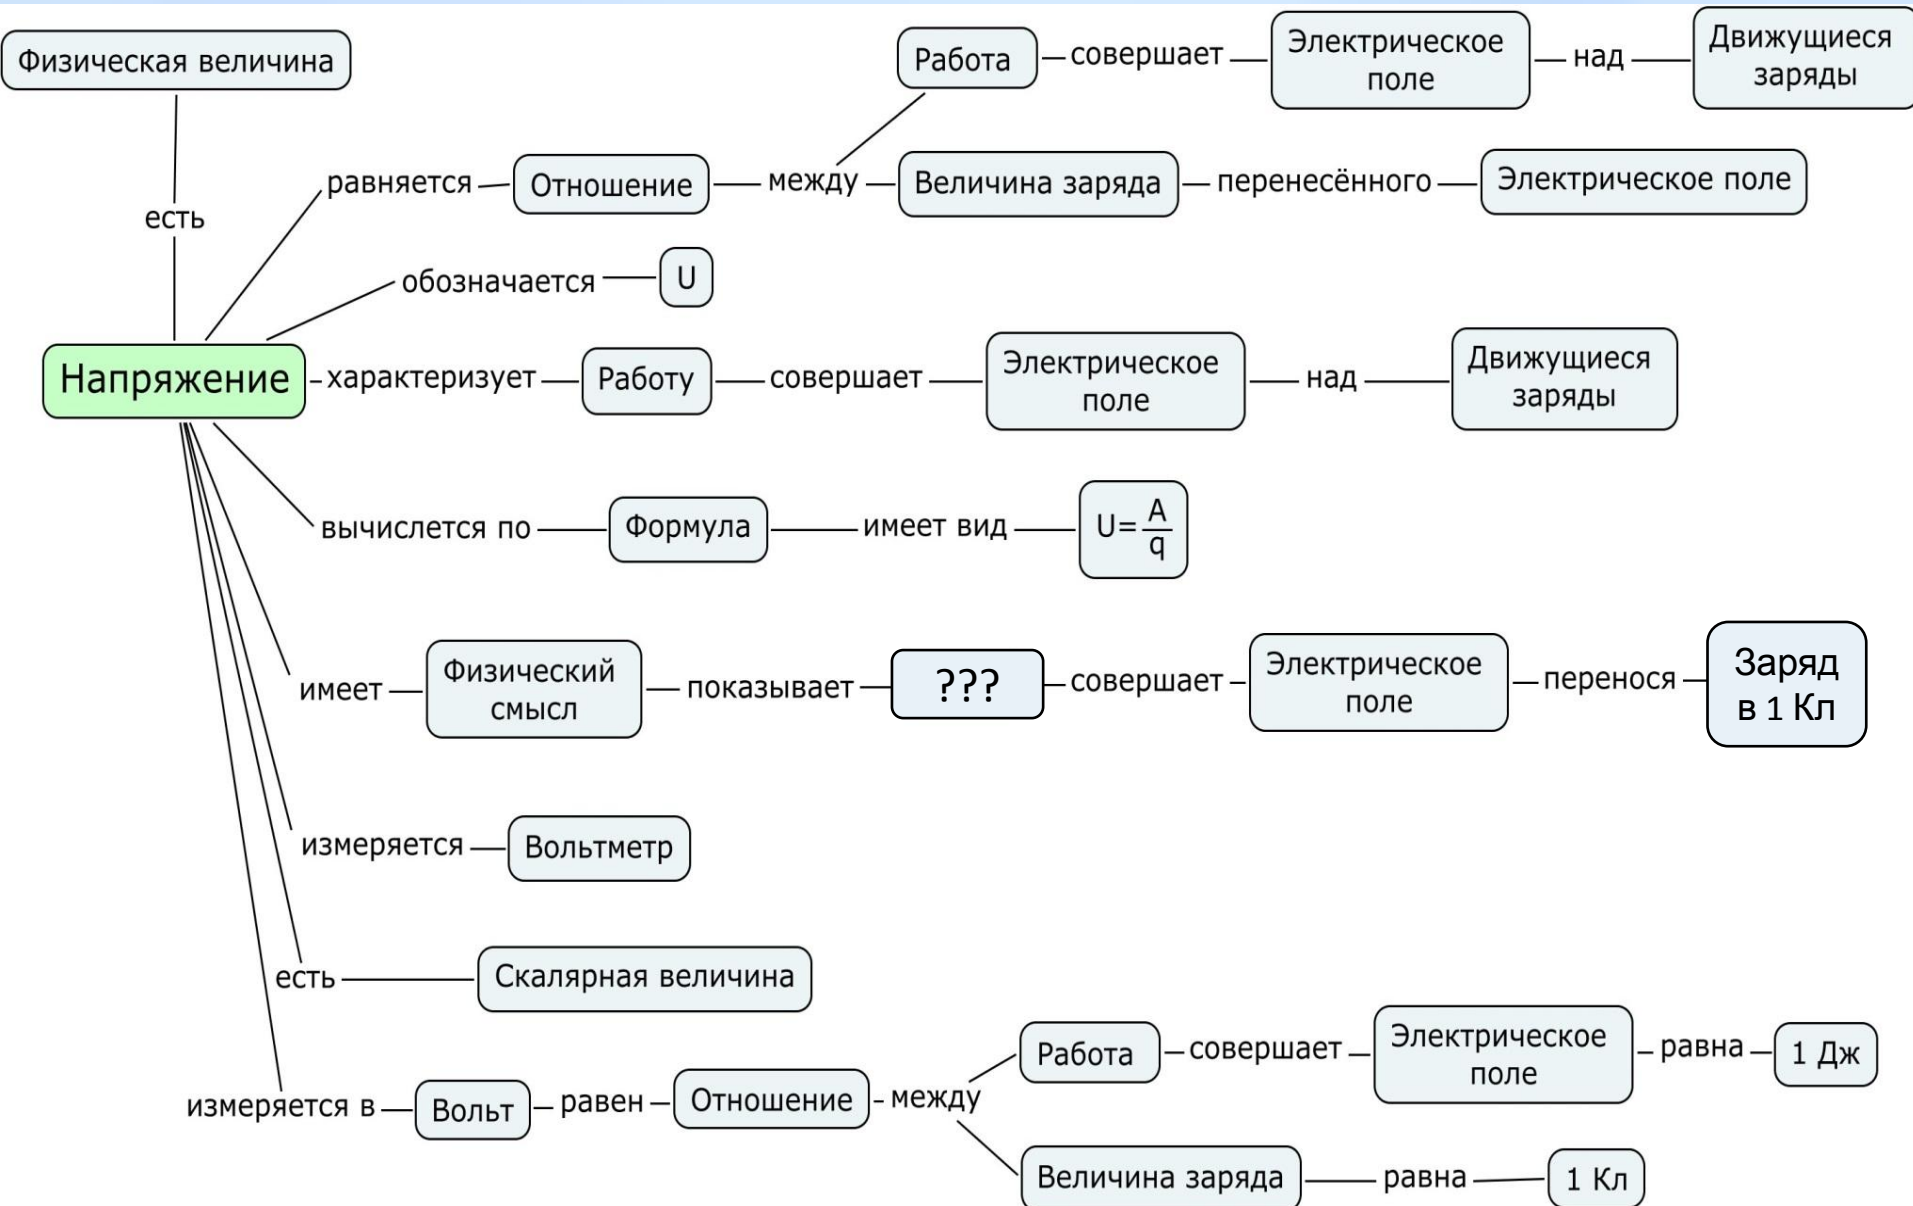 Физическая величина
Работа
совершает
Электрическое
поле
над
Движущиеся
заряды
есть
равняется
Отношение
между
Величина заряда
перенесённого
Электрическое поле
обозначается
U
Напряжение
характеризует
Работу
совершает
Электрическое
поле
над
Движущиеся
заряды
вычислется по
Формула
имеет вид
U=A/q
имеет
Физический
смысл
показывает
???
совершает
Электрическое
поле
перенося
Заряд
в 1 Кл
измеряется
Вольтметр
есть
Скалярная величина
измеряется в
Вольт
равен
Отношение
между
Работа
совершает
Электрическое
поле
равна
1 Дж
Величина заряда
равна
1 Кл